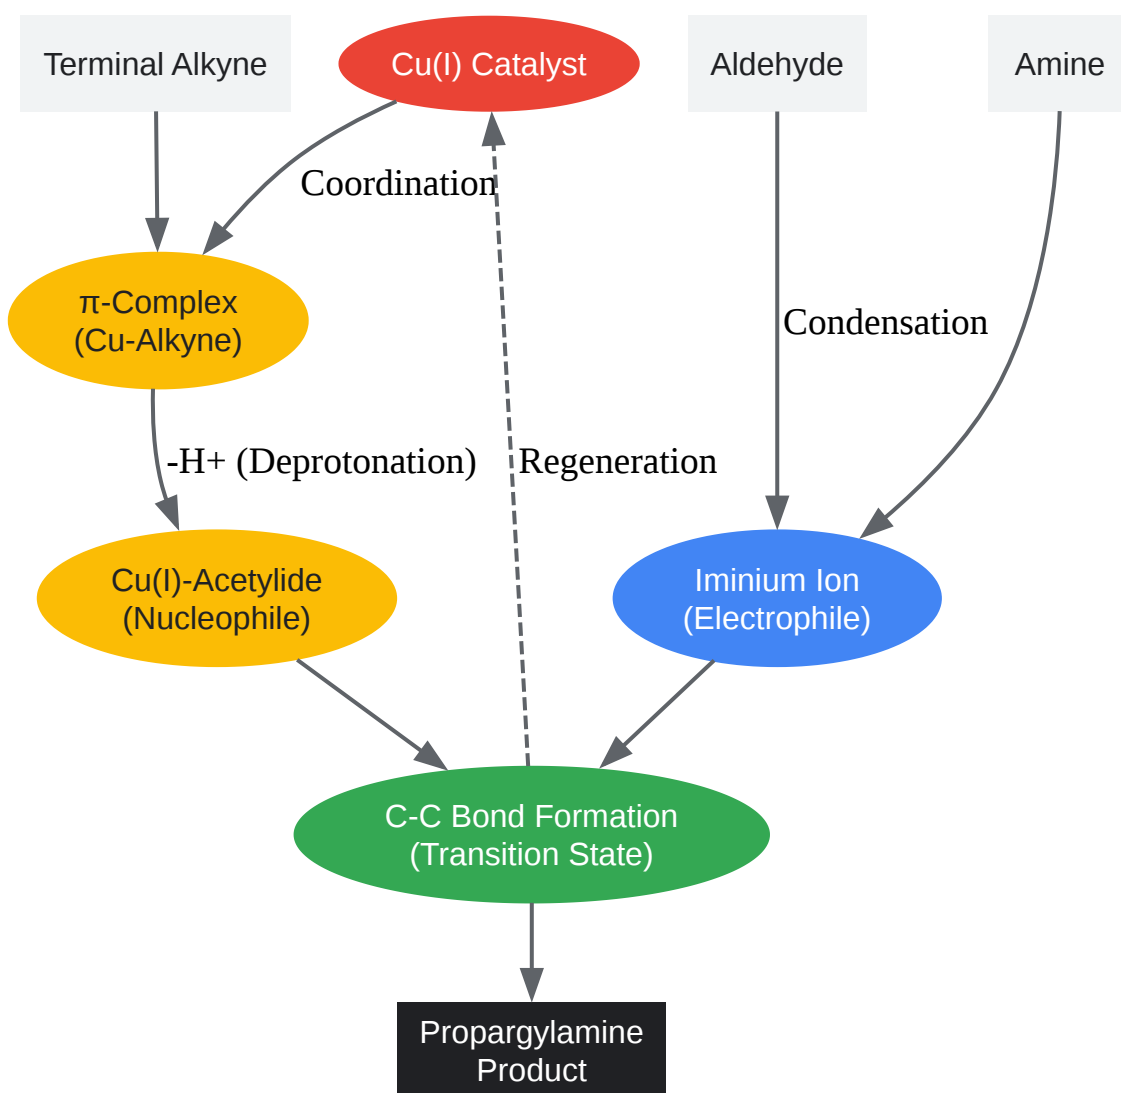 Terminal Alkyne
Cu(I) Catalyst
Aldehyde
Amine
Coordination
π-Complex
(Cu-Alkyne)
Condensation
-H+ (Deprotonation)
Regeneration
Cu(I)-Acetylide
(Nucleophile)
Iminium Ion
(Electrophile)
C-C Bond Formation
(Transition State)
Propargylamine
Product